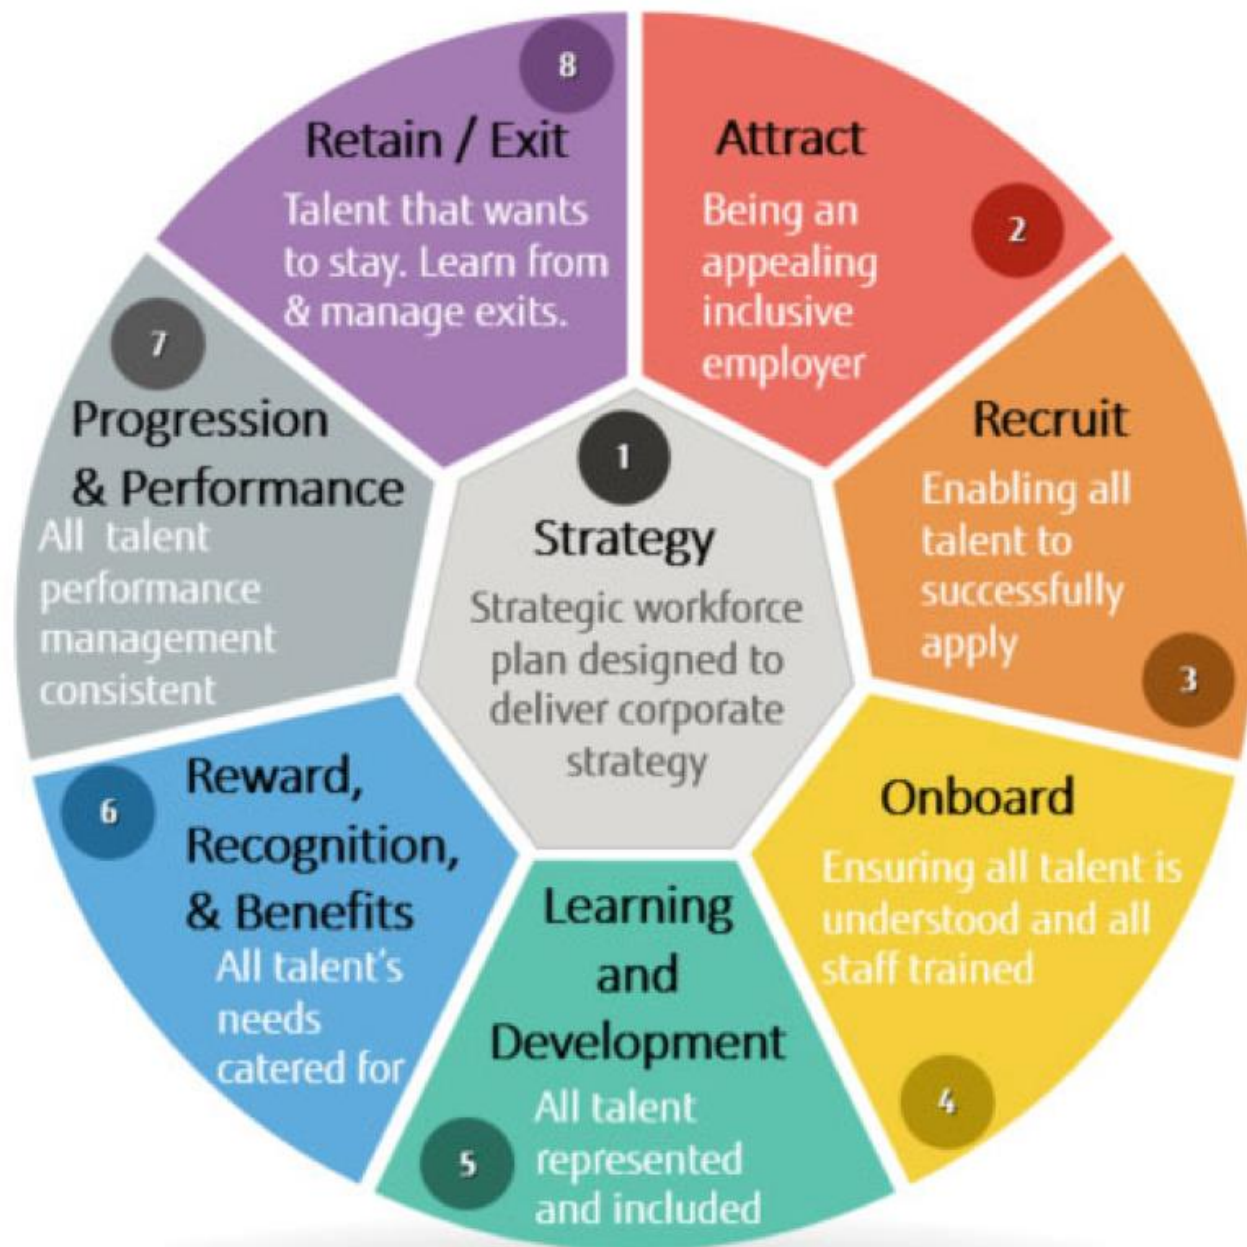 1
Strategy
Strategic workforce
plan designed to
deliver corporate
strategy
Attract
Being an
appealing
inclusive
employer
2
Recruit
Enabling all
talent to
successfully
apply
3
Onboard
Ensuring all talent is
understood and all
staff trained
4
Learning
and
Development
All talent
represented
and included
5
6
Reward,
Recognition,
& Benefits
All talent's
needs
catered for
7
Progression
& Performance
All talent
performance
management
consistent
8
Retain / Exit
Talent that wants
to stay. Learn from
& manage exits.